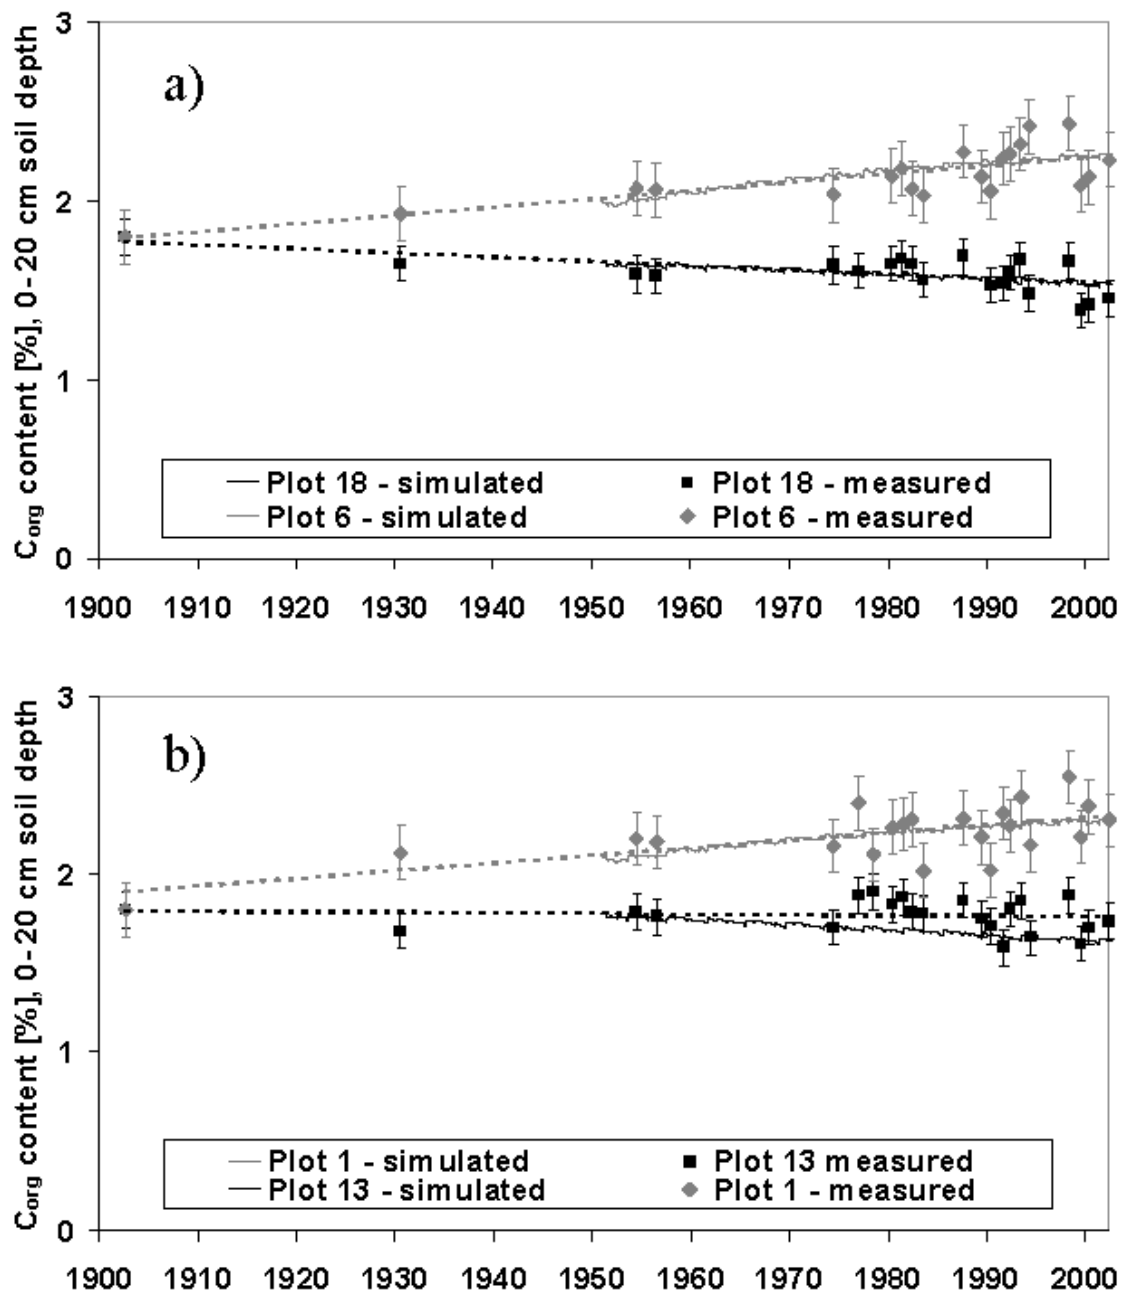 3
a)
2
1
0
C_org content [%], 0-20 cm soil depth
Plot 18 - simulated
Plot 18 - measured
Plot 6 - simulated
Plot 6 - measured
1900 1910 1920 1930 1940 1950 1960 1970 1980 1990 2000
3
b)
2
1
0
C_org content [%], 0-20 cm soil depth
Plot 1 - simulated
Plot 13 measured
Plot 13 - simulated
Plot 1 - measured
1900 1910 1920 1930 1940 1950 1960 1970 1980 1990 2000